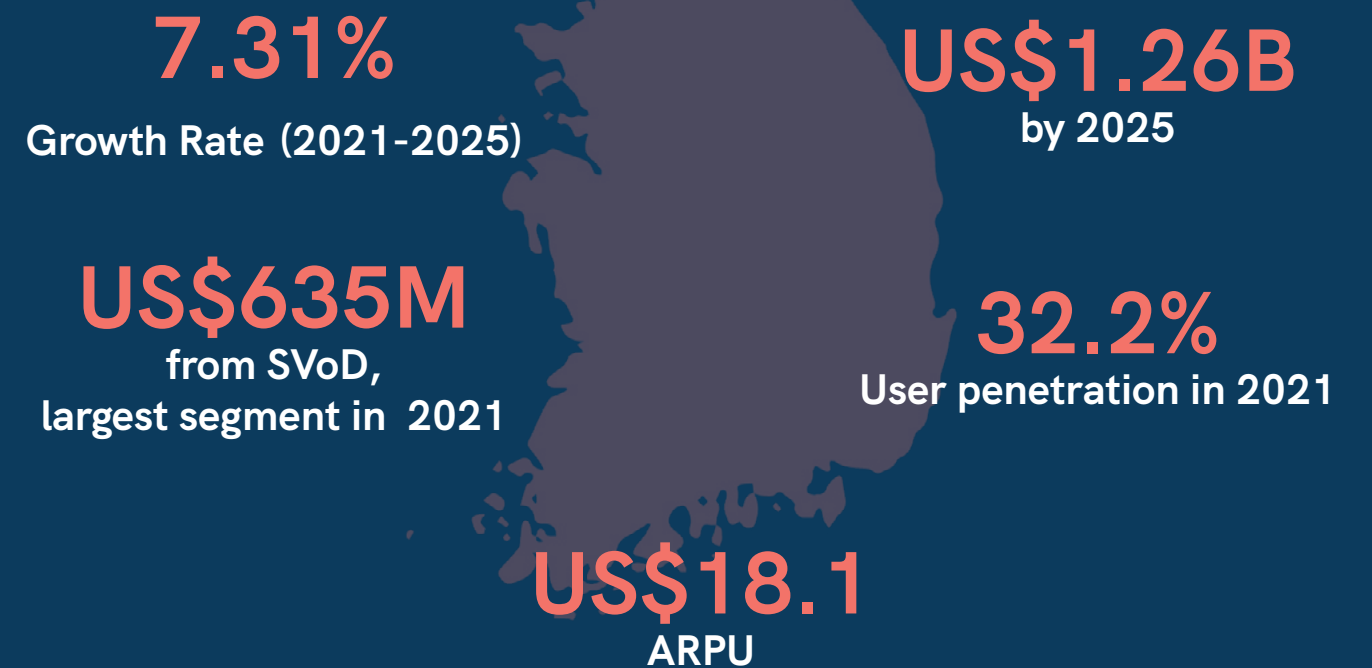 7.31%
Growth Rate (2021-2025)
US$1.26B
by 2025
US$635M
from SVoD,
largest segment in 2021
32.2%
User penetration in 2021
US$18.1
ARPU